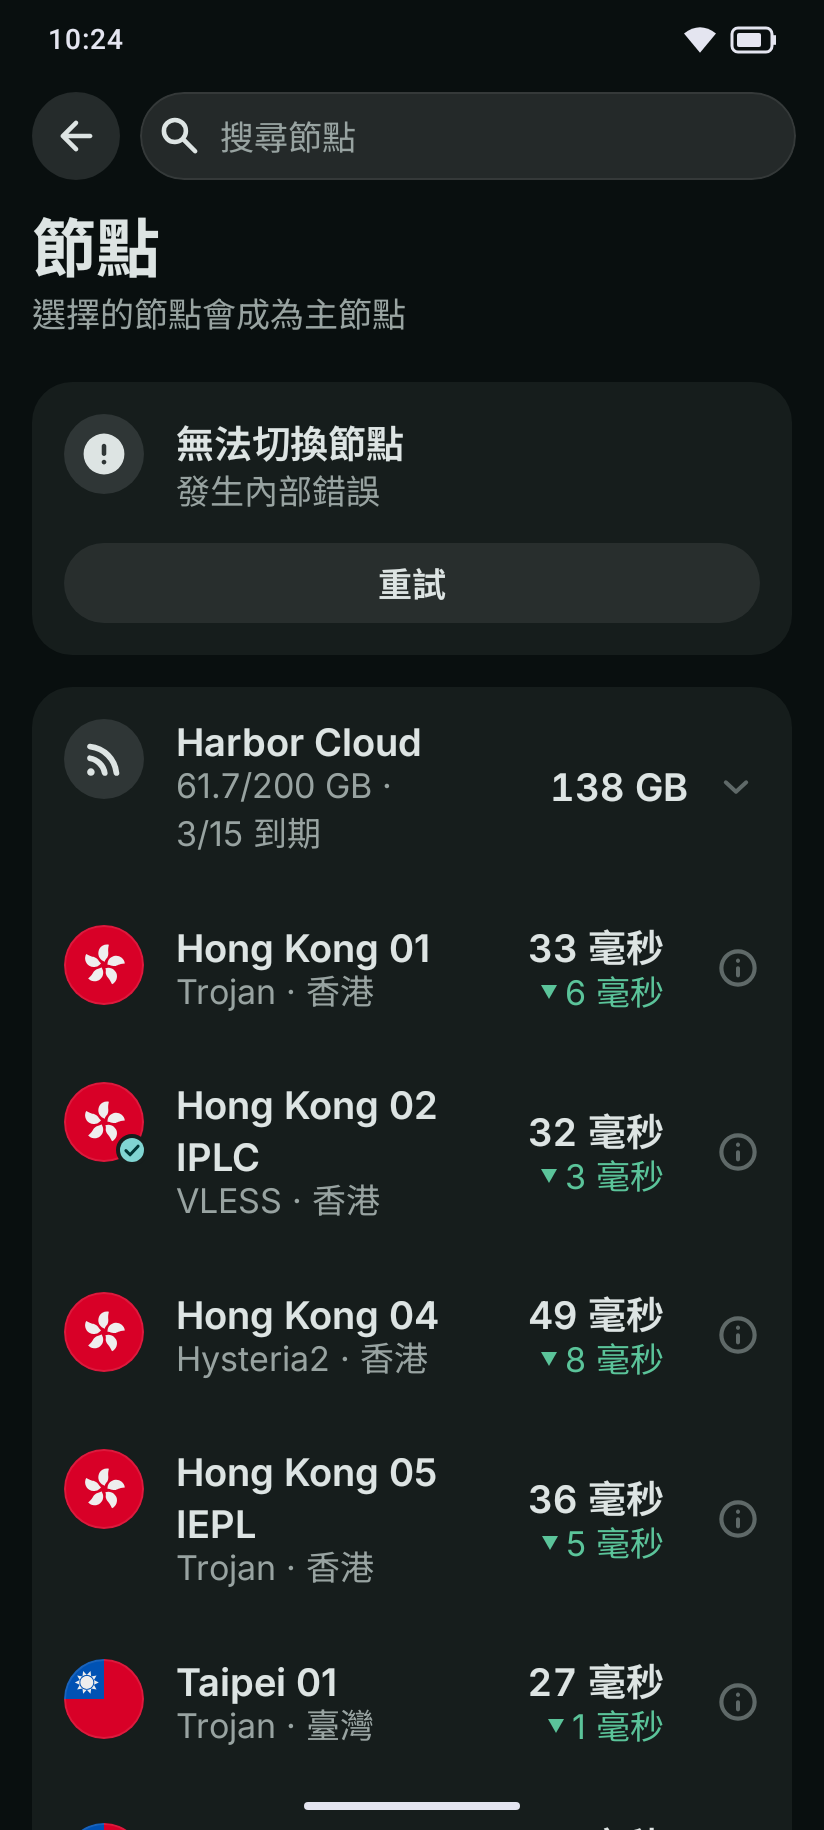 10:24
搜尋節點
節點
選擇的節點會成為主節點
無法切換節點
發生內部錯誤
重試
Harbor Cloud
61.7/200 GB ·
3/15 到期
138 GB
Hong Kong 01
Trojan · 香港
33 毫秒
▼6 毫秒
Hong Kong 02
IPLC
VLESS · 香港
32 毫秒
▼3 毫秒
Hong Kong 04
Hysteria2 · 香港
49 毫秒
▼8 毫秒
Hong Kong 05
IEPL
Trojan · 香港
36 毫秒
▼5 毫秒
Taipei 01
Trojan · 臺灣
27 毫秒
▼1 毫秒